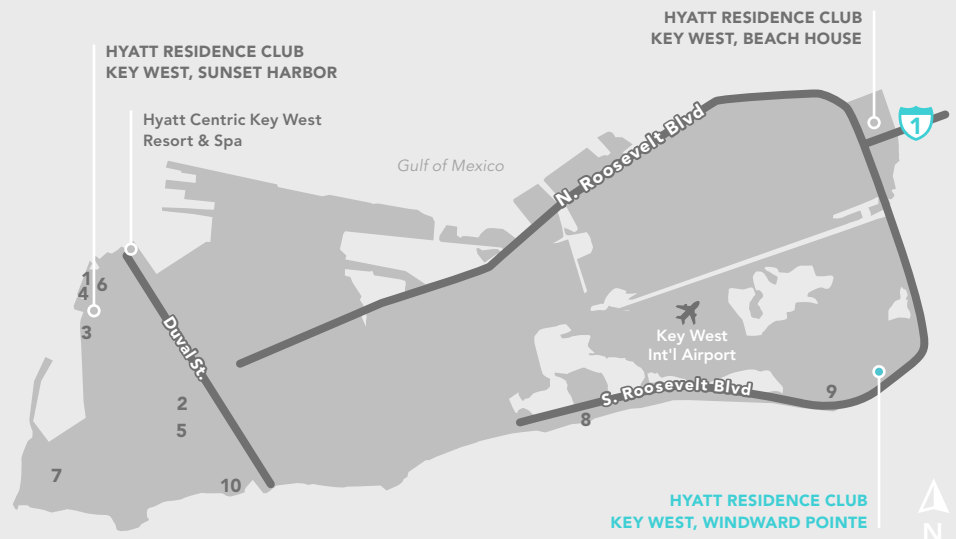 HYATT RESIDENCE CLUB
KEY WEST, BEACH HOUSE
HYATT RESIDENCE CLUB
KEY WEST, SUNSET HARBOR
Hyatt Centric Key West
Resort & Spa
1
Gulf of Mexico
N. Roosevelt Blvd
1
6
4
3
Duval St.
Key West
Int'l Airport
S. Roosevelt Blvd
9
2
8
5
7
10
HYATT RESIDENCE CLUB
KEY WEST, WINDWARD POINTE
N